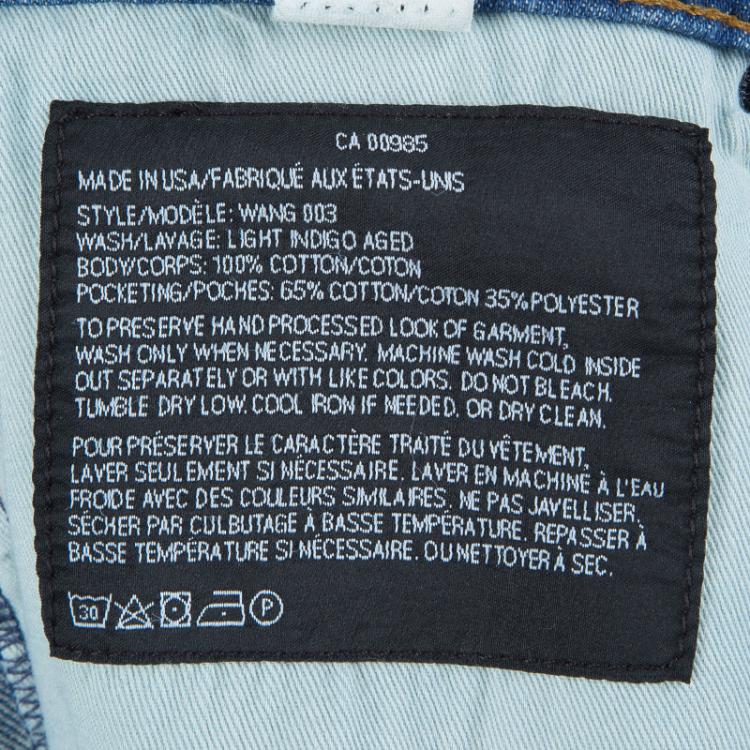 CA 00985
MADE IN USA/FABRIQUÉ AUX ÉTATS-UNIS
STYLE/MODÈLE: WANG 003
WASH/LAVAGE: LIGHT INDIGO AGED
BODY/CORPS: 100% COTTON/COTON
POCKETING/POCHES: 65% COTTON/COTON 35% POLYESTER
TO PRESERVE HAND PROCESSED LOOK OF GARMENT,
WASH ONLY WHEN NECESSARY. MACHINE WASH COLD INSIDE
OUT SEPARATELY OR WITH LIKE COLORS. DO NOT BLEACH.
TUMBLE DRY LOW. COOL IRON IF NEEDED. OR DRY CLEAN.
POUR PRÉSERVER LE CARACTÈRE TRAITÉ DU VÊTEMENT,
LAVER SEULEMENT SI NÉCESSAIRE. LAVER EN MACHINE À L'EAU
FROIDE AVEC DES COULEURS SIMILAIRES. NE PAS JAVELLISER.
SÉCHER PAR CULBUTAGE À BASSE TEMPÉRATURE. REPASSER À
BASSE TEMPÉRATURE SI NÉCESSAIRE. OU NETTOYER À SEC.
30 P